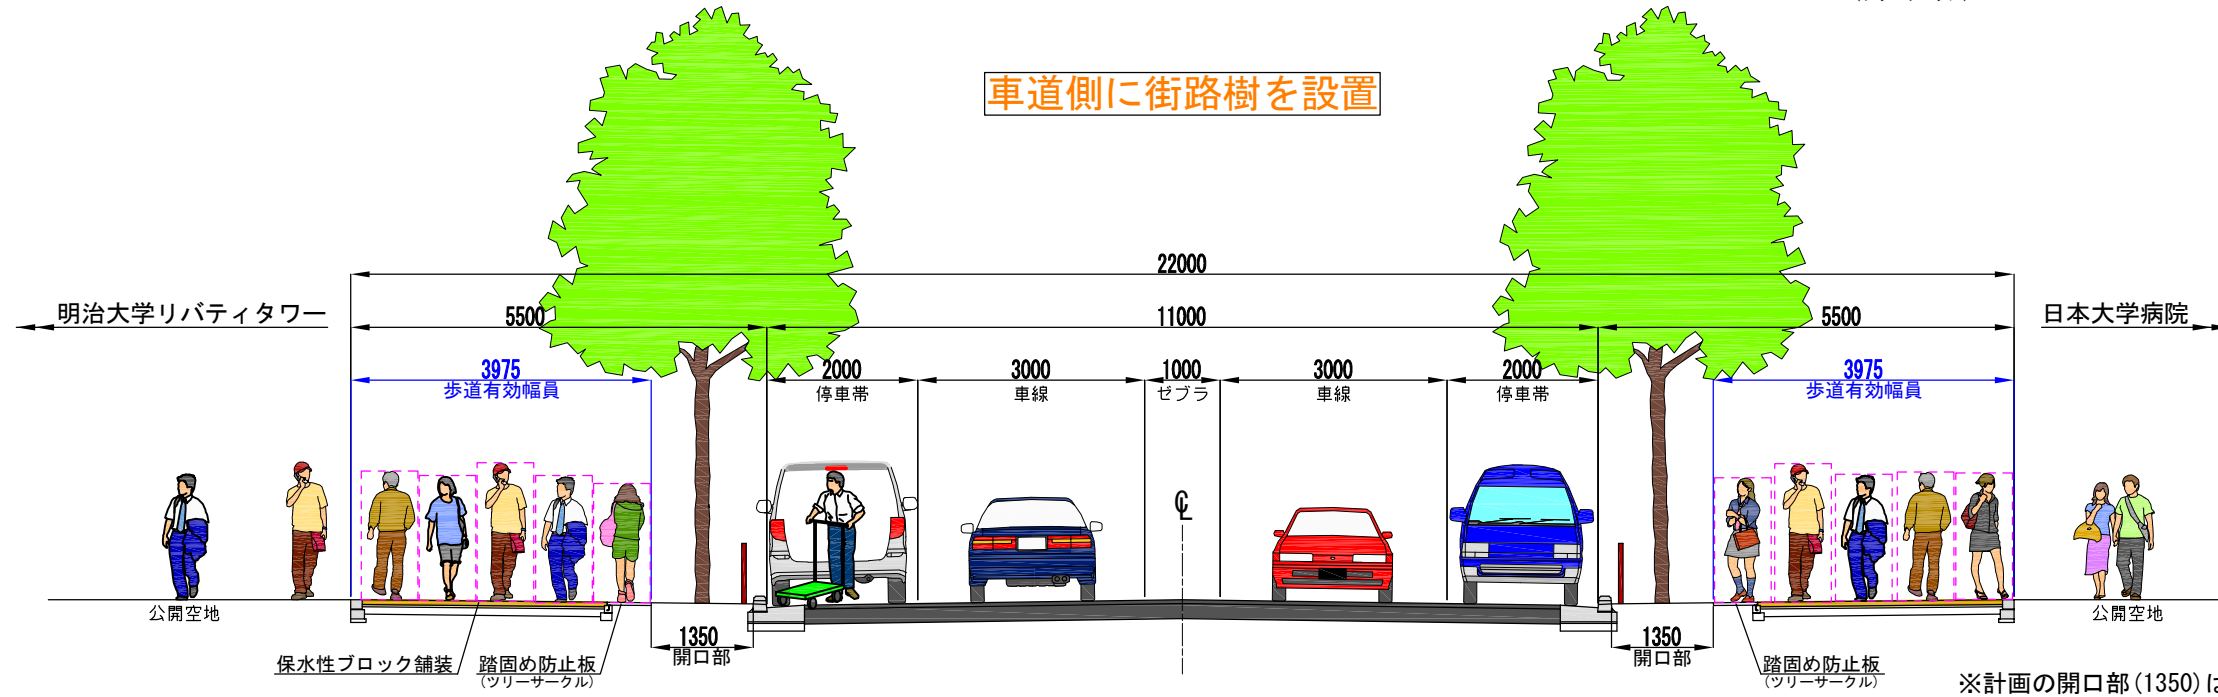 車道側に街路樹を設置
22000
明治大学リバティタワー
5500
11000
5500
日本大学病院
3975
歩道有効幅員
2000
停車帯
3000
車線
1000
ゼブラ
3000
車線
2000
停車帯
3975
歩道有効幅員
℄
公開空地
公開空地
1350
開口部
1350
開口部
保水性ブロック舗装
踏固め防止板
(ツリーサークル)
踏固め防止板
(ツリーサークル)
※計画の開口部(1350)は